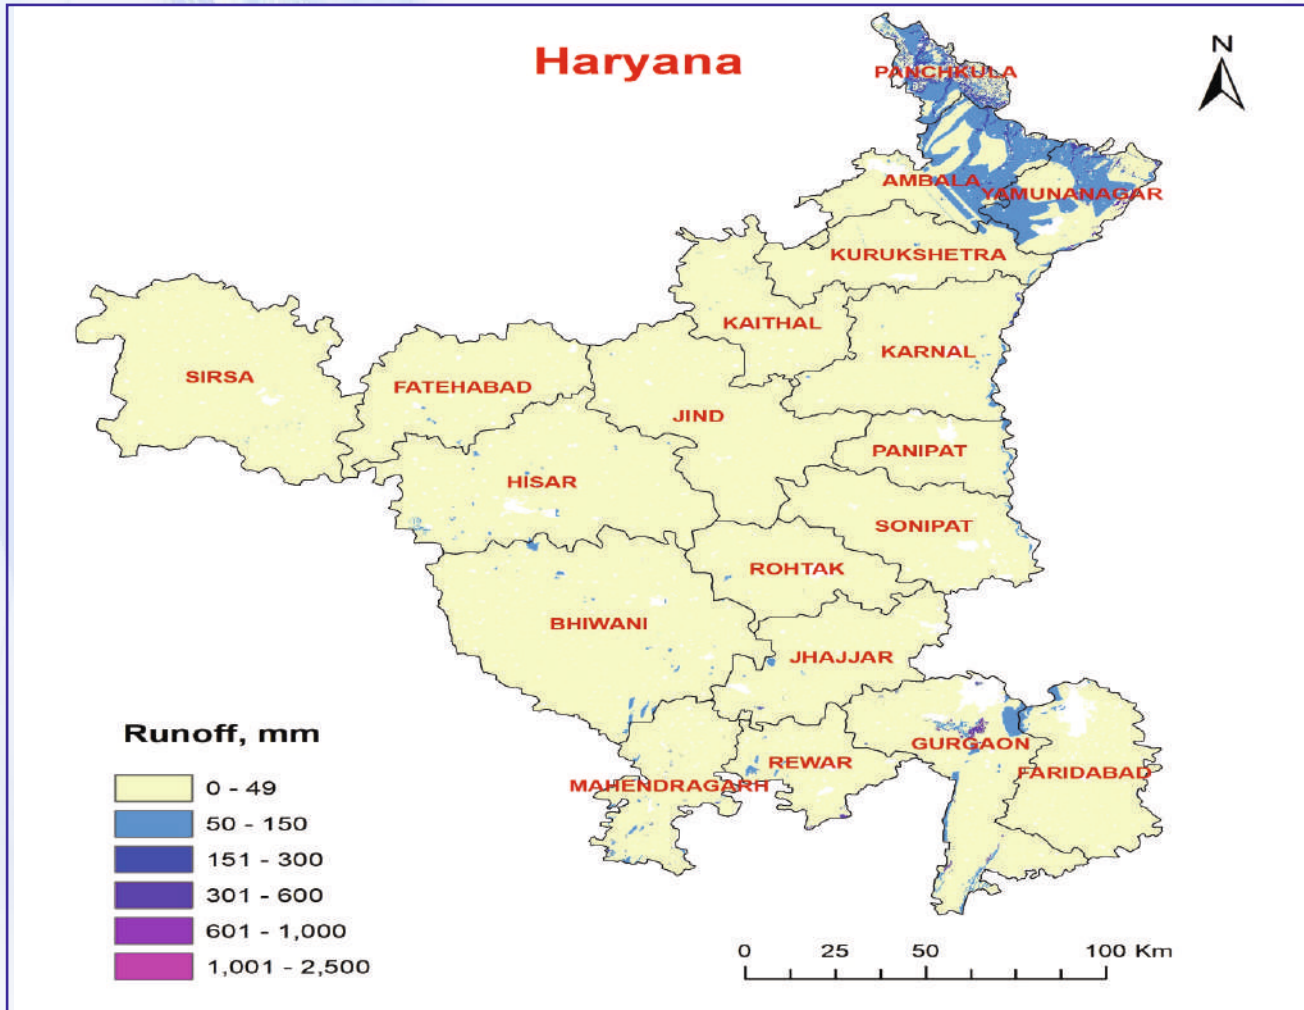 Haryana
N
PANCHKULA
AMBALA
YAMUNANAGAR
KURUKSHETRA
KAITHAL
KARNAL
SIRSA
FATEHABAD
JIND
PANIPAT
HISAR
SONIPAT
ROHTAK
BHIWANI
JHAJJAR
GURGAON
REWAR
FARIDABAD
MAHENDRAGARH
Runoff, mm
0 - 49
50 - 150
151 - 300
301 - 600
601 - 1,000
1,001 - 2,500
0 25 50 100 Km